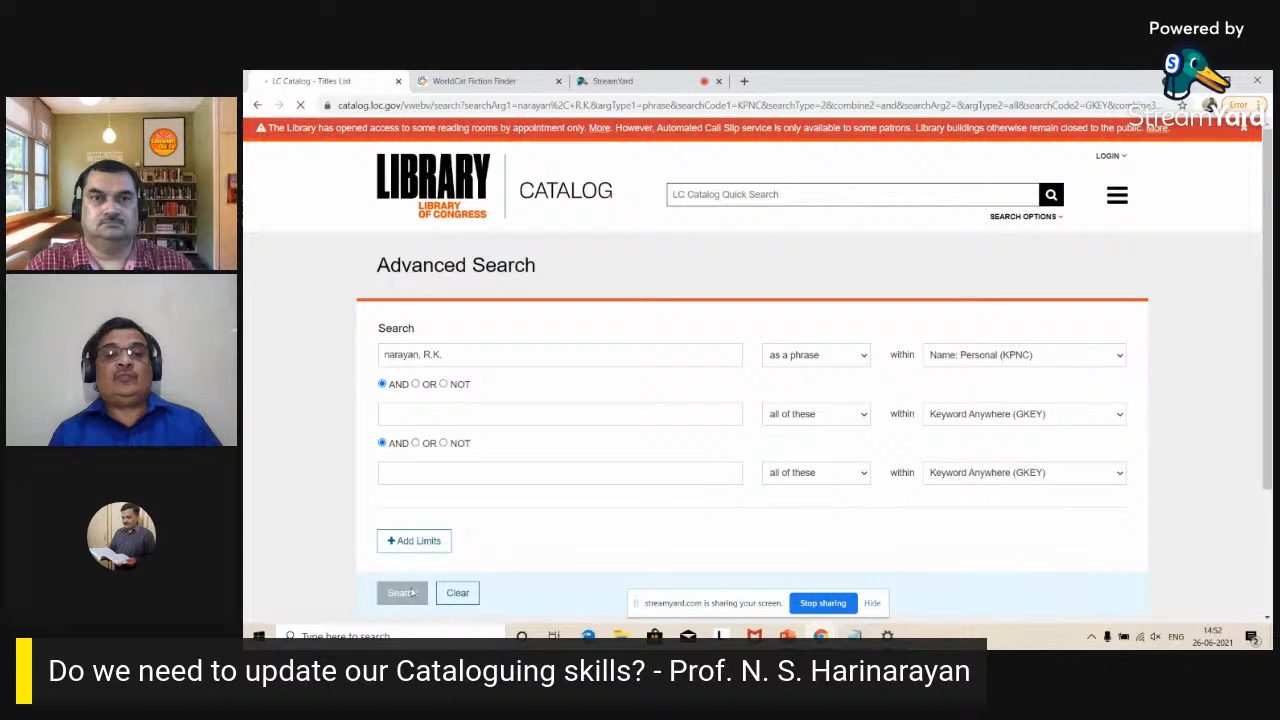 Powered by
StreamYard
LC Catalog - Titles List
WorldCat Fiction Finder
StreamYard
catalog.loc.gov/vwebv/search?searchArg1=narayan%2C+R.K.&argType1=phrase&searchCode1=KPNC&searchType=2&combine2=and&searchArg2=&argType2=all&searchCode2=GKEY&combine3...
Error
The Library has opened access to some reading rooms by appointment only. More. However, Automated Call Slip service is only available to some patrons. Library buildings otherwise remain closed to the public. More.
LOGIN
LIBRARY
OF CONGRESS
CATALOG
LC Catalog Quick Search
SEARCH OPTIONS
Advanced Search
Search
narayan, R.K. as a phrase within Name: Personal (KPNC)
AND OR NOT
all of these within Keyword Anywhere (GKEY)
AND OR NOT
all of these within Keyword Anywhere (GKEY)
+ Add Limits
Search Clear
streamyard.com is sharing your screen. Stop sharing Hide
Type here to search
ENG
14:52
26-06-2021
Do we need to update our Cataloguing skills? - Prof. N. S. Harinarayan